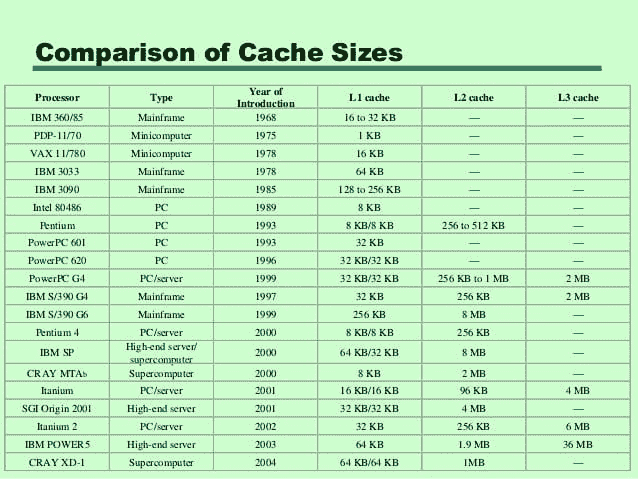 Comparison of Cache Sizes
Processor Type Year of Introduction L1 cache L2 cache L3 cache
IBM 360/85 Mainframe 1968 16 to 32 KB — —
PDP-11/70 Minicomputer 1975 1 KB — —
VAX 11/780 Minicomputer 1978 16 KB — —
IBM 3033 Mainframe 1978 64 KB — —
IBM 3090 Mainframe 1985 128 to 256 KB — —
Intel 80486 PC 1989 8 KB — —
Pentium PC 1993 8 KB/8 KB 256 to 512 KB —
PowerPC 601 PC 1993 32 KB — —
PowerPC 620 PC 1996 32 KB/32 KB — —
PowerPC G4 PC/server 1999 32 KB/32 KB 256 KB to 1 MB 2 MB
IBM S/390 G4 Mainframe 1997 32 KB 256 KB 2 MB
IBM S/390 G6 Mainframe 1999 256 KB 8 MB —
Pentium 4 PC/server 2000 8 KB/8 KB 256 KB —
IBM SP High-end server/ supercomputer 2000 64 KB/32 KB 8 MB —
CRAY MTAb Supercomputer 2000 8 KB 2 MB —
Itanium PC/server 2001 16 KB/16 KB 96 KB 4 MB
SGI Origin 2001 High-end server 2001 32 KB/32 KB 4 MB —
Itanium 2 PC/server 2002 32 KB 256 KB 6 MB
IBM POWER5 High-end server 2003 64 KB 1.9 MB 36 MB
CRAY XD-1 Supercomputer 2004 64 KB/64 KB 1MB —